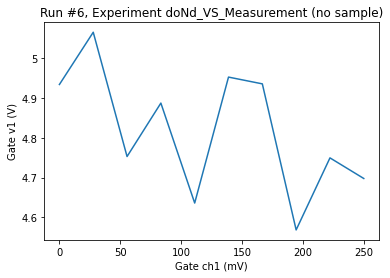 Run #6, Experiment doNd_VS_Measurement (no sample)
5
4.9
4.8
4.7
4.6
Gate v1 (V)
0 50 100 150 200 250
Gate ch1 (mV)